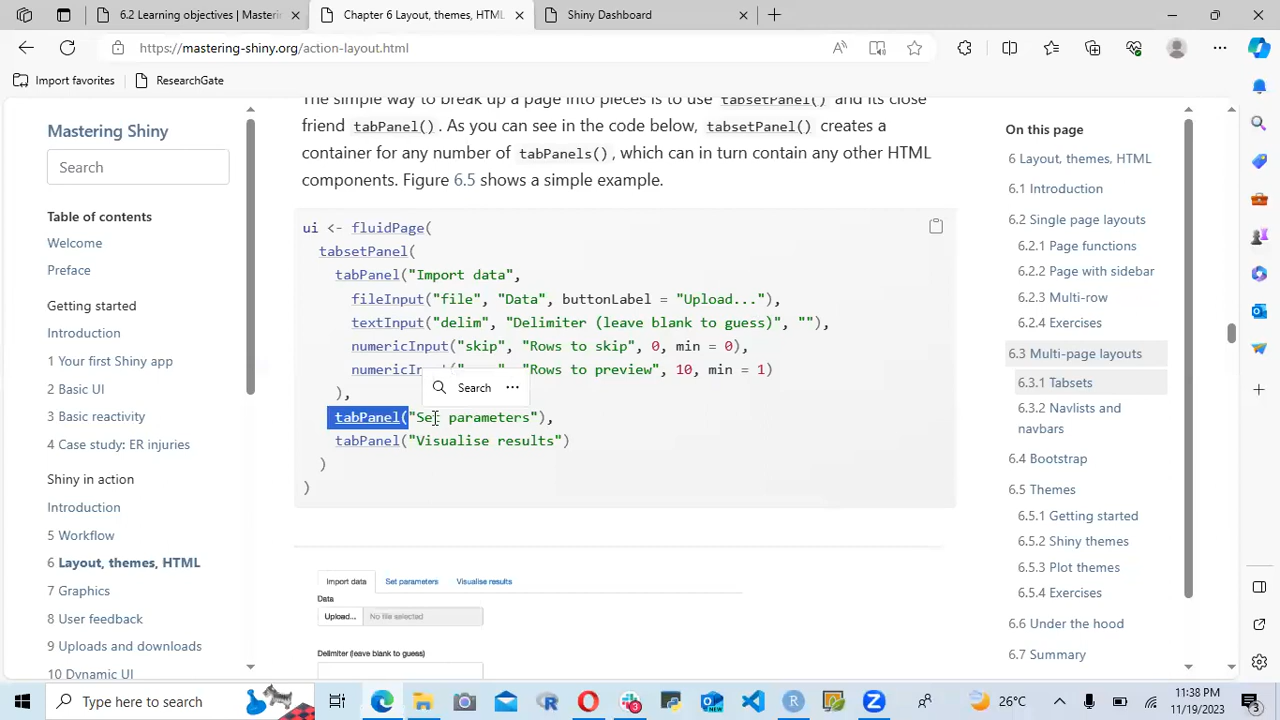 6.2 Learning objectives
6 Layout, themes, HTML
Designing2learn.html
Designing2learn.html
https://mastering-shiny.org/action-layout.html
Import favorites
ResearchGate
The simple way to break up a page into pieces is to use tabsetPanel() and its close
friend tabPanel(). As you can see in the code below, tabsetPanel() creates a
container for any number of tabPanels(), which can in turn contain any other HTML
components. Figure 6.5 shows a simple example.
Mastering Shiny
Search
Table of contents
Welcome
Preface
Getting started
Introduction
1 Your first Shiny app
2 Basic UI
3 Basic reactivity
4 Case study: ER injuries
Shiny in action
Introduction
5 Workflow
6 Layout, themes, HTML
7 Graphics
8 User feedback
9 Uploads and downloads
10 Dynamic UI
ui <- fluidPage(
tabsetPanel(
tabPanel("Import data",
fileInput("file", "Data", buttonLabel = "Upload..."),
textInput("delim", "Delimiter (leave blank to guess)", ""),
numericInput("skip", "Rows to skip", 0, min = 0),
"Rows to preview", 10, min = 1)
),
Search
tabPanel("Set parameters"),
tabPanel("Visualise results")
)
)
Import data Set parameters Visualise results
Data
Upload... No file selected
Delimiter (leave blank to guess)
On this page
6 Layout, themes, HTML
6.1 Introduction
6.2 Single page layouts
6.2.1 Page functions
6.2.2 Page with sidebar
6.2.3 Multi-row
6.2.4 Exercises
6.3 Multi-page layouts
6.3.1 Tabsets
6.3.2 Navlists and
navbars
6.4 Bootstrap
6.5 Themes
6.5.1 Getting started
6.5.2 Shiny themes
6.5.3 Plot themes
6.5.4 Exercises
6.6 Under the hood
6.7 Summary
Type here to search
26°C
11:38 PM
11/19/2023